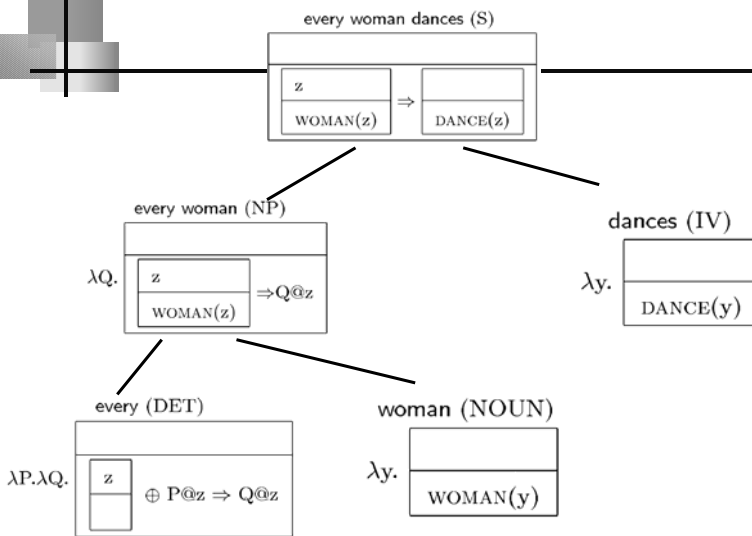 every woman dances (S)
z
⇒
WOMAN(z)
DANCE(z)
every woman (NP)
λQ.
z
⇒Q@z
WOMAN(z)
dances (IV)
λy.
DANCE(y)
every (DET)
λP.λQ.
z
⊕ P@z ⇒ Q@z
woman (NOUN)
λy.
WOMAN(y)